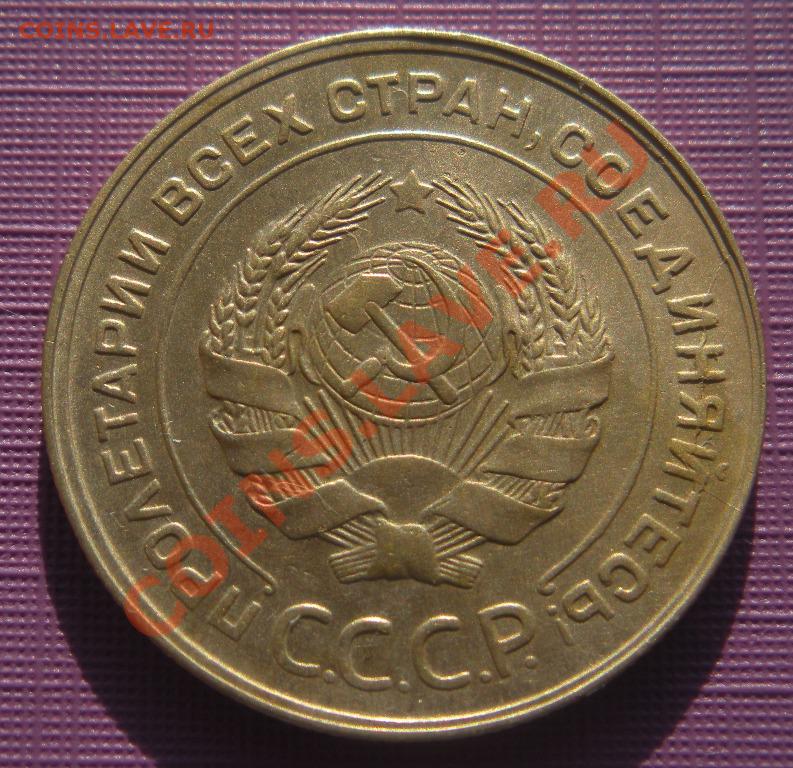 COINS.LAVE.RU
ПРОЛЕТАРИИ ВСЕХ СТРАН, СОЕДИНЯЙТЕСЬ!
С.С.С.Р.
COINS.LAVE.RU